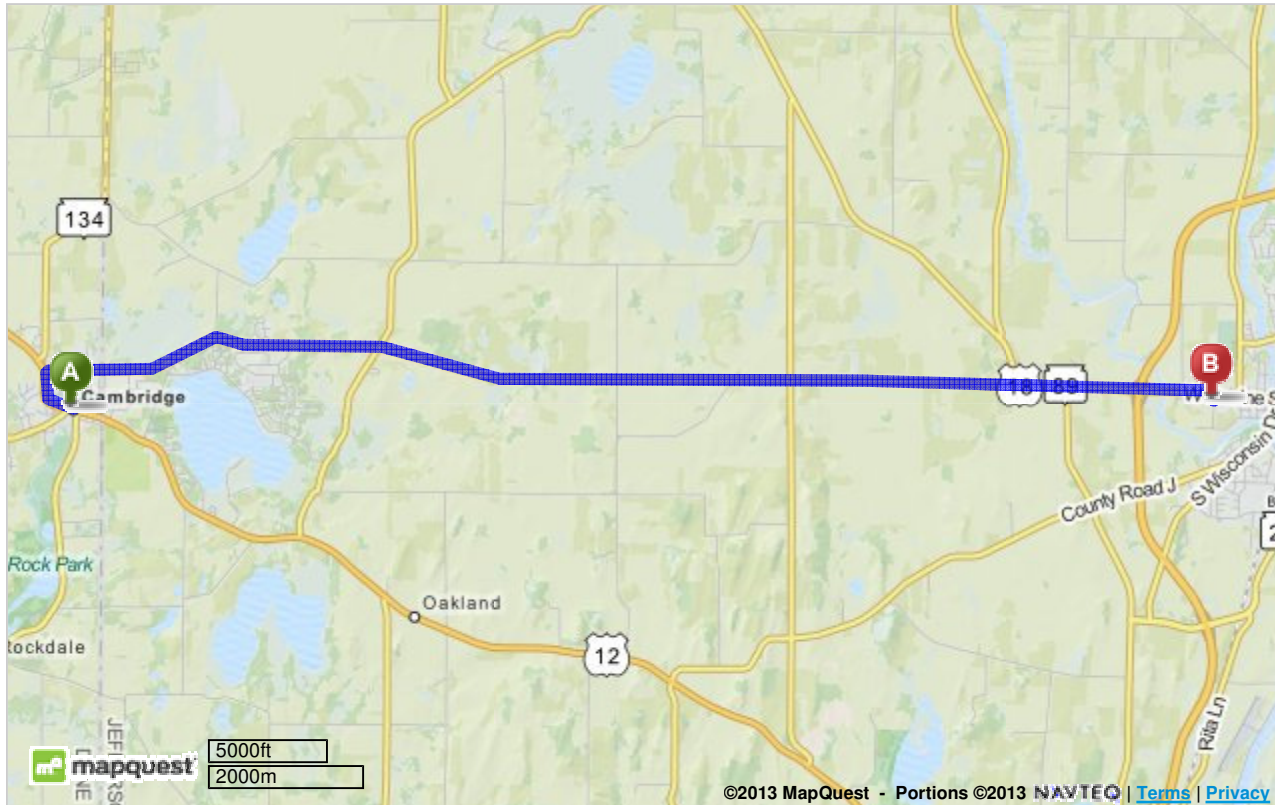 134
A
B
Cambridge
18
89
County Road J
S Wisconsin
Rock Park
Oakland
12
Rita Ln
5000ft
2000m
mapquest
©2013 MapQuest - Portions ©2013 NAVTEQ | Terms | Privacy